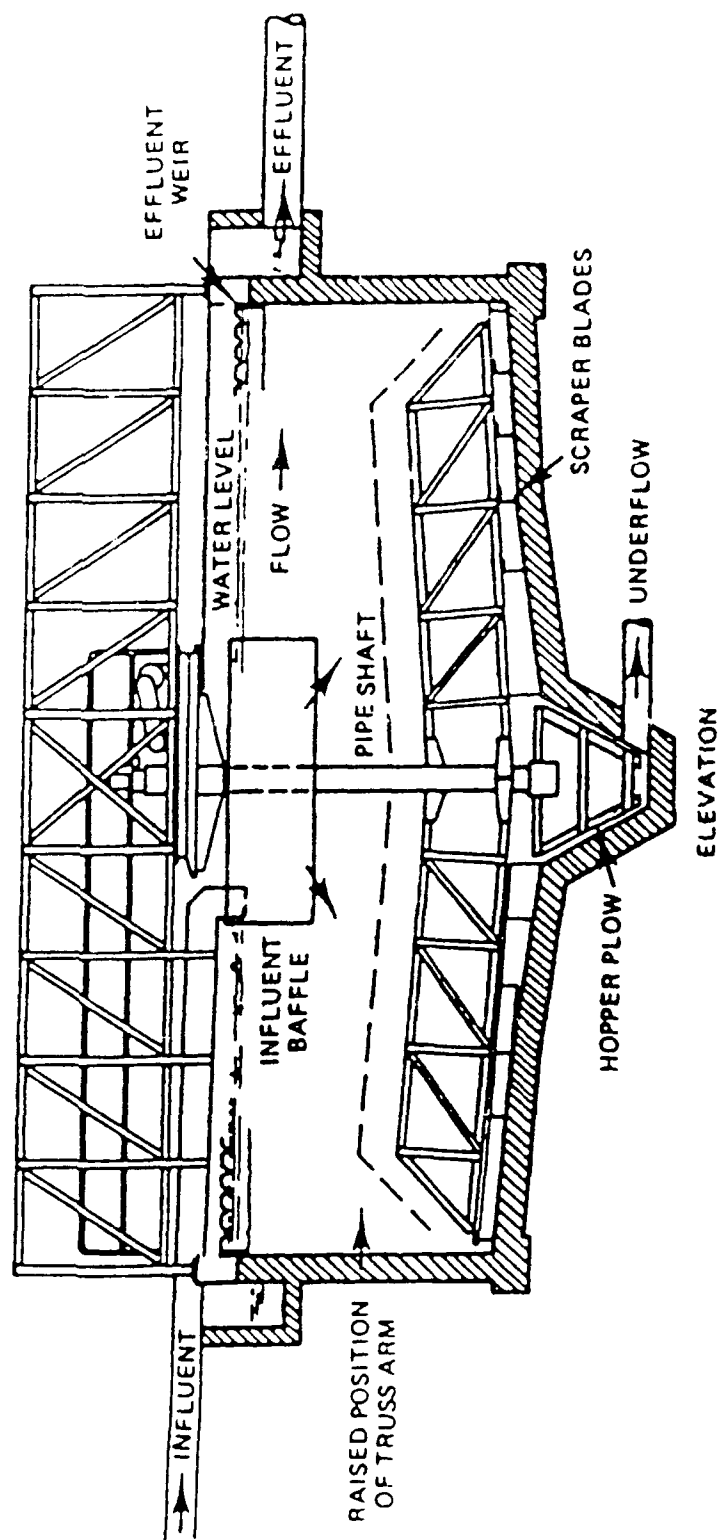 INFLUENT
EFFLUENT
WEIR
EFFLUENT
WATER LEVEL
FLOW
INFLUENT
BAFFLE
PIPE SHAFT
RAISED POSITION
OF TRUSS ARM
SCRAPER BLADES
HOPPER PLOW
UNDERFLOW
ELEVATION